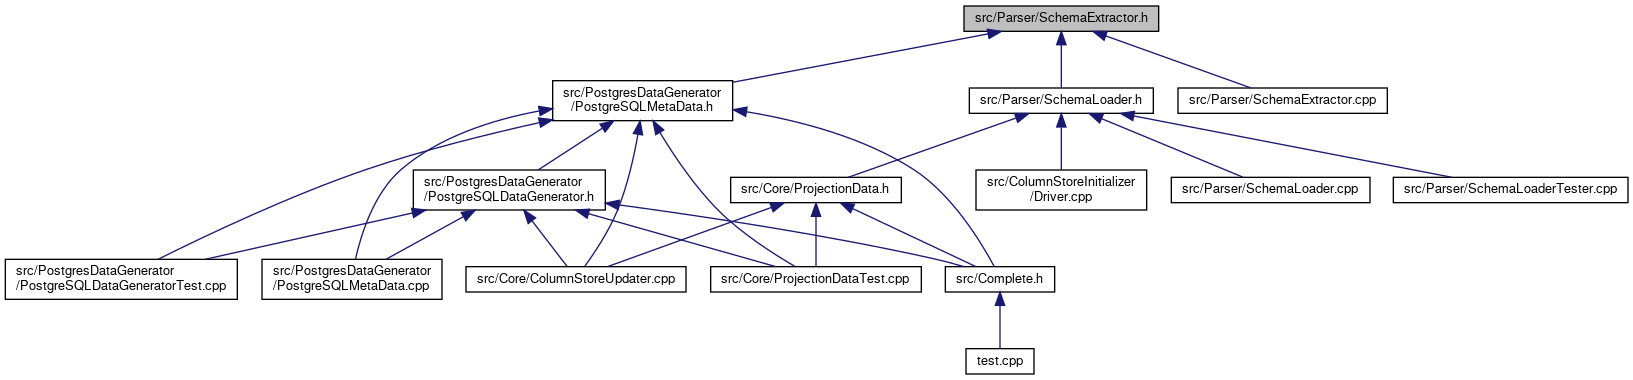 src/Parser/SchemaExtractor.h
src/PostgresDataGenerator
/PostgreSQLMetaData.h
src/Parser/SchemaLoader.h
src/Parser/SchemaExtractor.cpp
src/PostgresDataGenerator
/PostgreSQLDataGenerator.h
src/Core/ProjectionData.h
src/ColumnStoreInitializer
/Driver.cpp
src/Parser/SchemaLoader.cpp
src/Parser/SchemaLoaderTester.cpp
src/PostgresDataGenerator
/PostgreSQLDataGeneratorTest.cpp
src/PostgresDataGenerator
/PostgreSQLMetaData.cpp
src/Core/ColumnStoreUpdater.cpp
src/Core/ProjectionDataTest.cpp
src/Complete.h
test.cpp